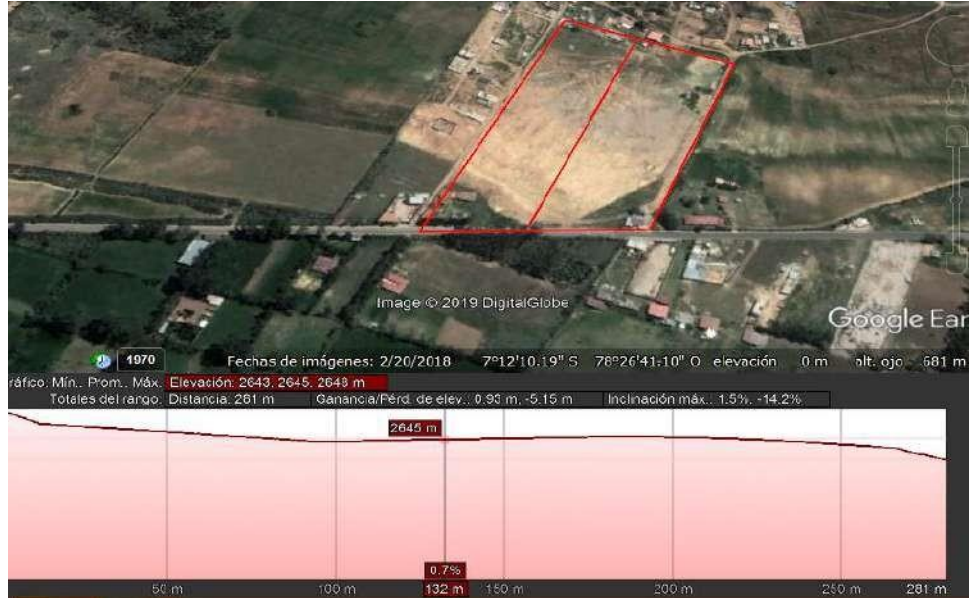 Image © 2019 DigitalGlobe
Google Ear
1970
Fechas de imágenes: 2/20/2018 7°12'10.19" S 78°26'41.10" O elevación 0 m alt. ojo 681 m
ráfico: Mín., Prom., Máx. Elevación: 2643, 2645, 2648 m
Totales del rango: Distancia: 281 m Ganancia/Pérd. de elev.: 0.93 m, -5.15 m Inclinación máx.: 1.5%, -14.2%
2645 m
0.7%
50 m 100 m 132 m 150 m 200 m 250 m 281 m